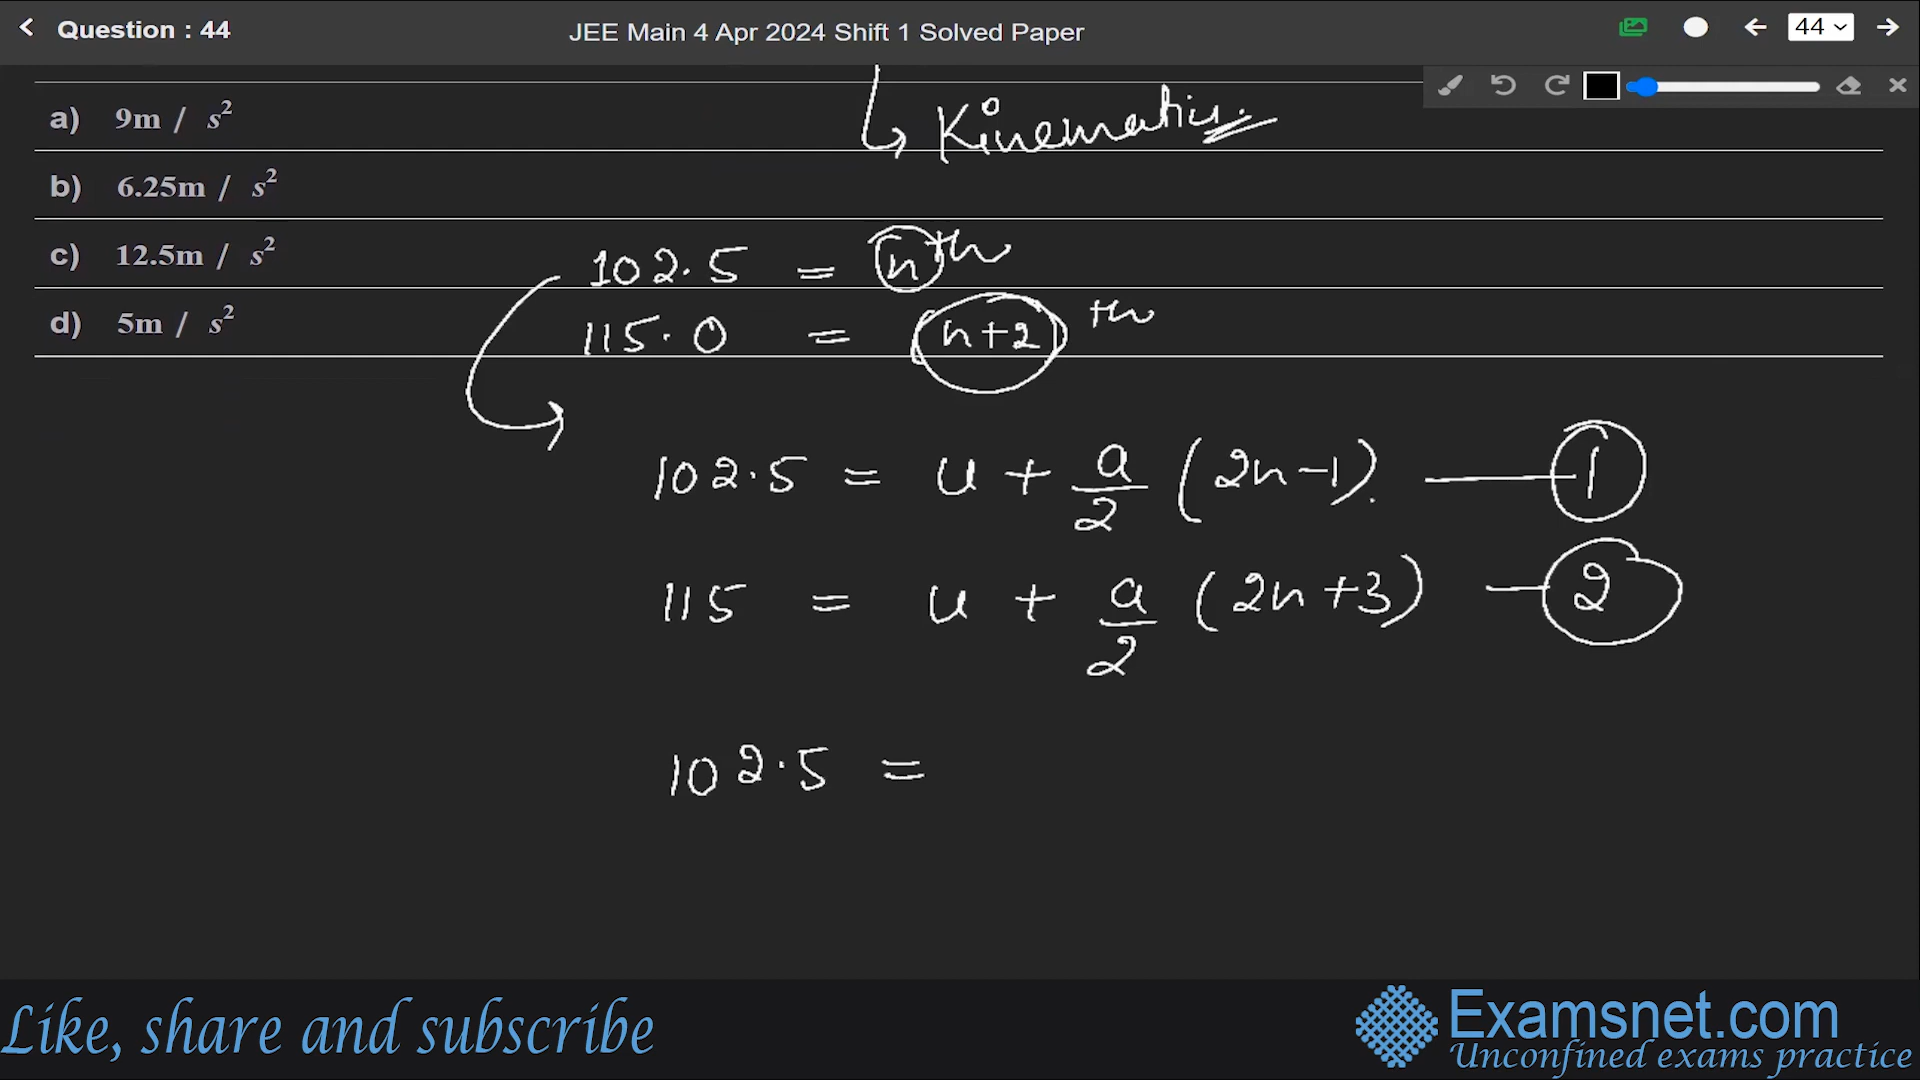 Question : 44
JEE Main 4 Apr 2024 Shift 1 Solved Paper
44
Kinematics.
a) 9m / s²
b) 6.25m / s²
c) 12.5m / s²
d) 5m / s²
102.5 = n th
115.0 = (n+2) th
102.5 = u + a/2 (2n-1). — 1
115 = u + a/2 (2n+3) — 2
102.5 =
Like, share and subscribe
Examsnet.com
Unconfined exams practice